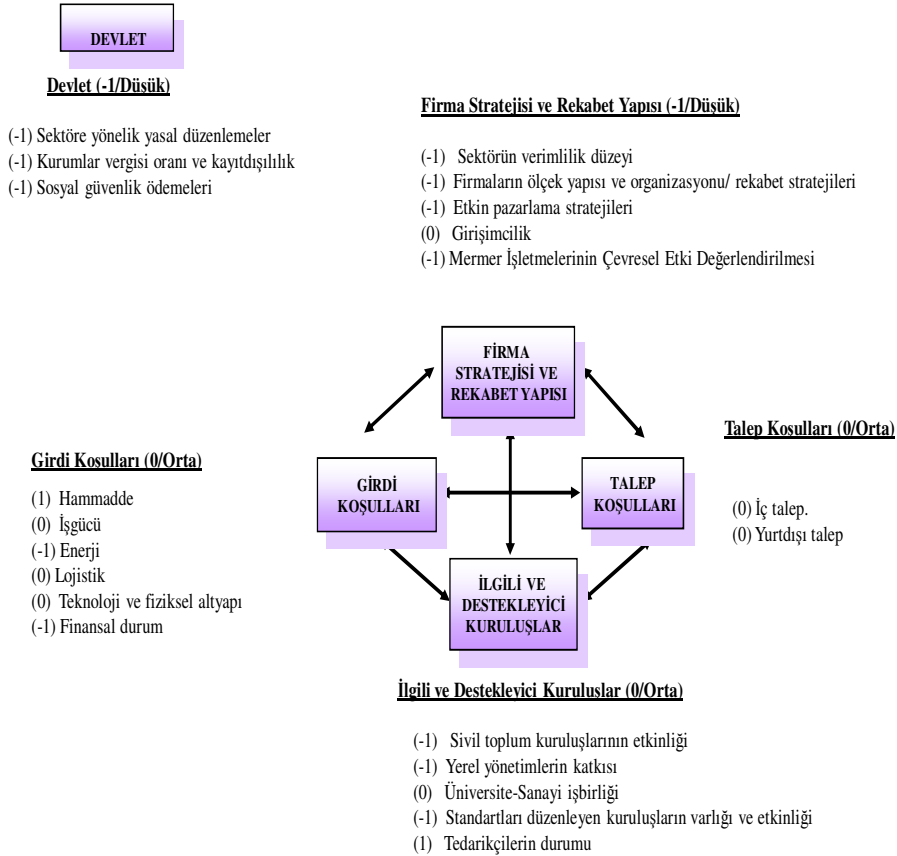 DEVLET
Devlet (-1/Düşük)
(-1) Sektöre yönelik yasal düzenlemeler
(-1) Kurumlar vergisi oranı ve kayıtdışılılık
(-1) Sosyal güvenlik ödemeleri
Firma Stratejisi ve Rekabet Yapısı (-1/Düşük)
(-1) Sektörün verimlilik düzeyi
(-1) Firmaların ölçek yapısı ve organizasyonu/ rekabet stratejileri
(-1) Etkin pazarlama stratejileri
(0) Girişimcilik
(-1) Mermer İşletmelerinin Çevresel Etki Değerlendirilmesi
FİRMA
STRATEJİSİ VE
REKABET YAPISI
Girdi Koşulları (0/Orta)
(1) Hammadde
(0) İşgücü
(-1) Enerji
(0) Lojistik
(0) Teknoloji ve fiziksel altyapı
(-1) Finansal durum
GİRDİ
KOŞULLARI
TALEP
KOŞULLARI
Talep Koşulları (0/Orta)
(0) İç talep.
(0) Yurtdışı talep
İLGİLİ VE
DESTEKLEYİCİ
KURULUŞLAR
İlgili ve Destekleyici Kuruluşlar (0/Orta)
(-1) Sivil toplum kuruluşlarının etkinliği
(-1) Yerel yönetimlerin katkısı
(0) Üniversite-Sanayi işbirliği
(-1) Standartları düzenleyen kuruluşların varlığı ve etkinliği
(1) Tedarikçilerin durumu